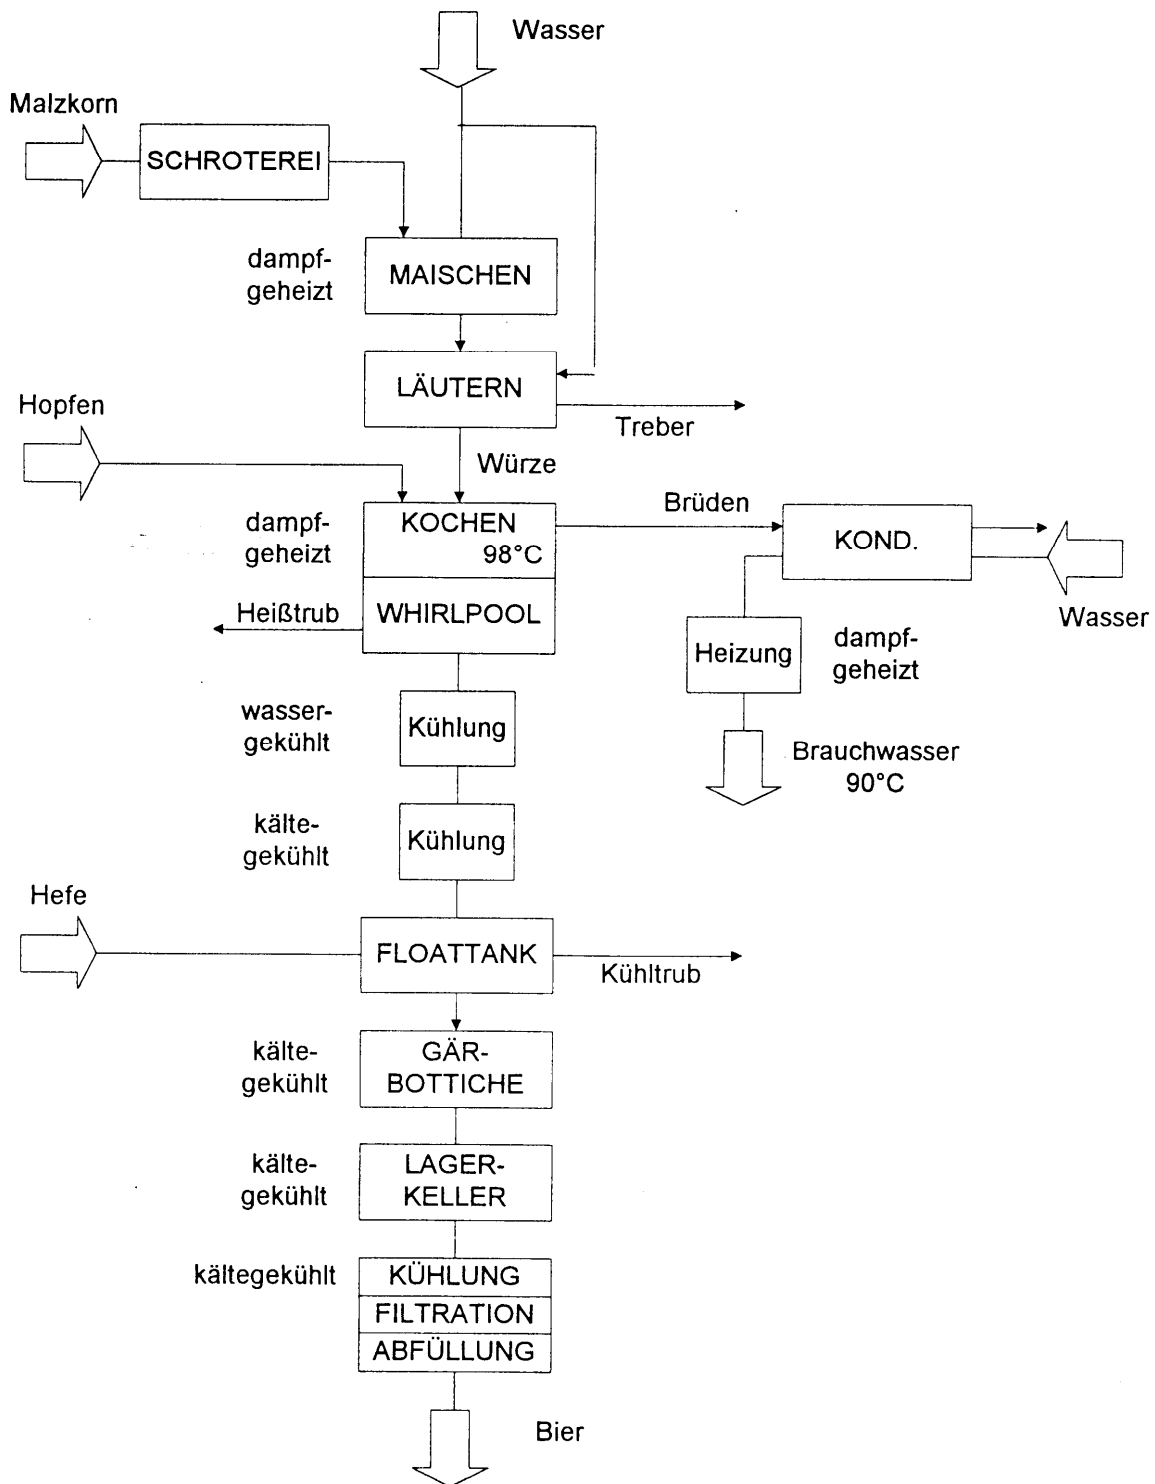 Wasser
Malzkorn
SCHROTEREI
dampf-
geheizt
MAISCHEN
LÄUTERN
Treber
Hopfen
Würze
dampf-
geheizt
KOCHEN
98°C
Brüden
KOND.
Wasser
Heißtrub
WHIRLPOOL
Heizung
dampf-
geheizt
wasser-
gekühlt
Kühlung
Brauchwasser
90°C
kälte-
gekühlt
Kühlung
Hefe
FLOATTANK
Kühltrub
kälte-
gekühlt
GÄR-
BOTTICHE
kälte-
gekühlt
LAGER-
KELLER
kältegekühlt
KÜHLUNG
FILTRATION
ABFÜLLUNG
Bier